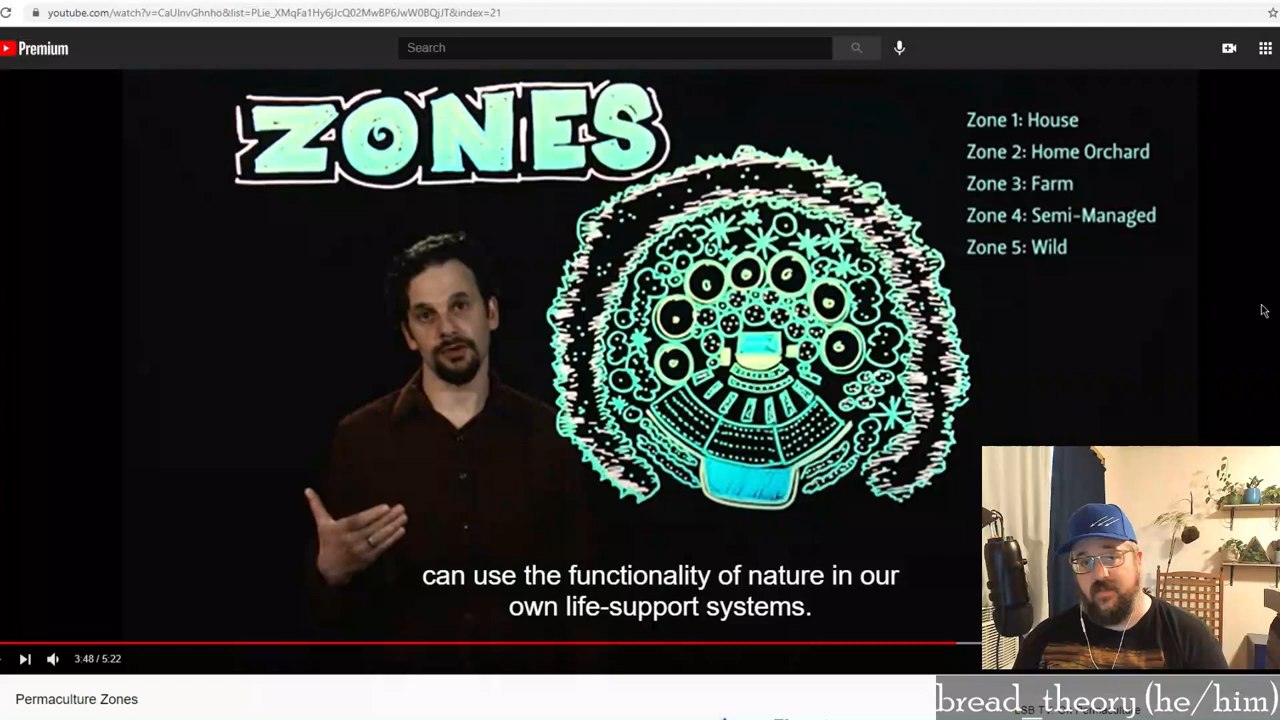 youtube.com/watch?v=CaUlnvGhnho&list=PLie_XMqFa1Hy6jJcQ02MwBP6JwW0BQjJT&index=21
Premium
Search
ZONES
Zone 1: House
Zone 2: Home Orchard
Zone 3: Farm
Zone 4: Semi-Managed
Zone 5: Wild
can use the functionality of nature in our
own life-support systems.
3:48 / 5:22
Permaculture Zones
bread_theory (he/him)